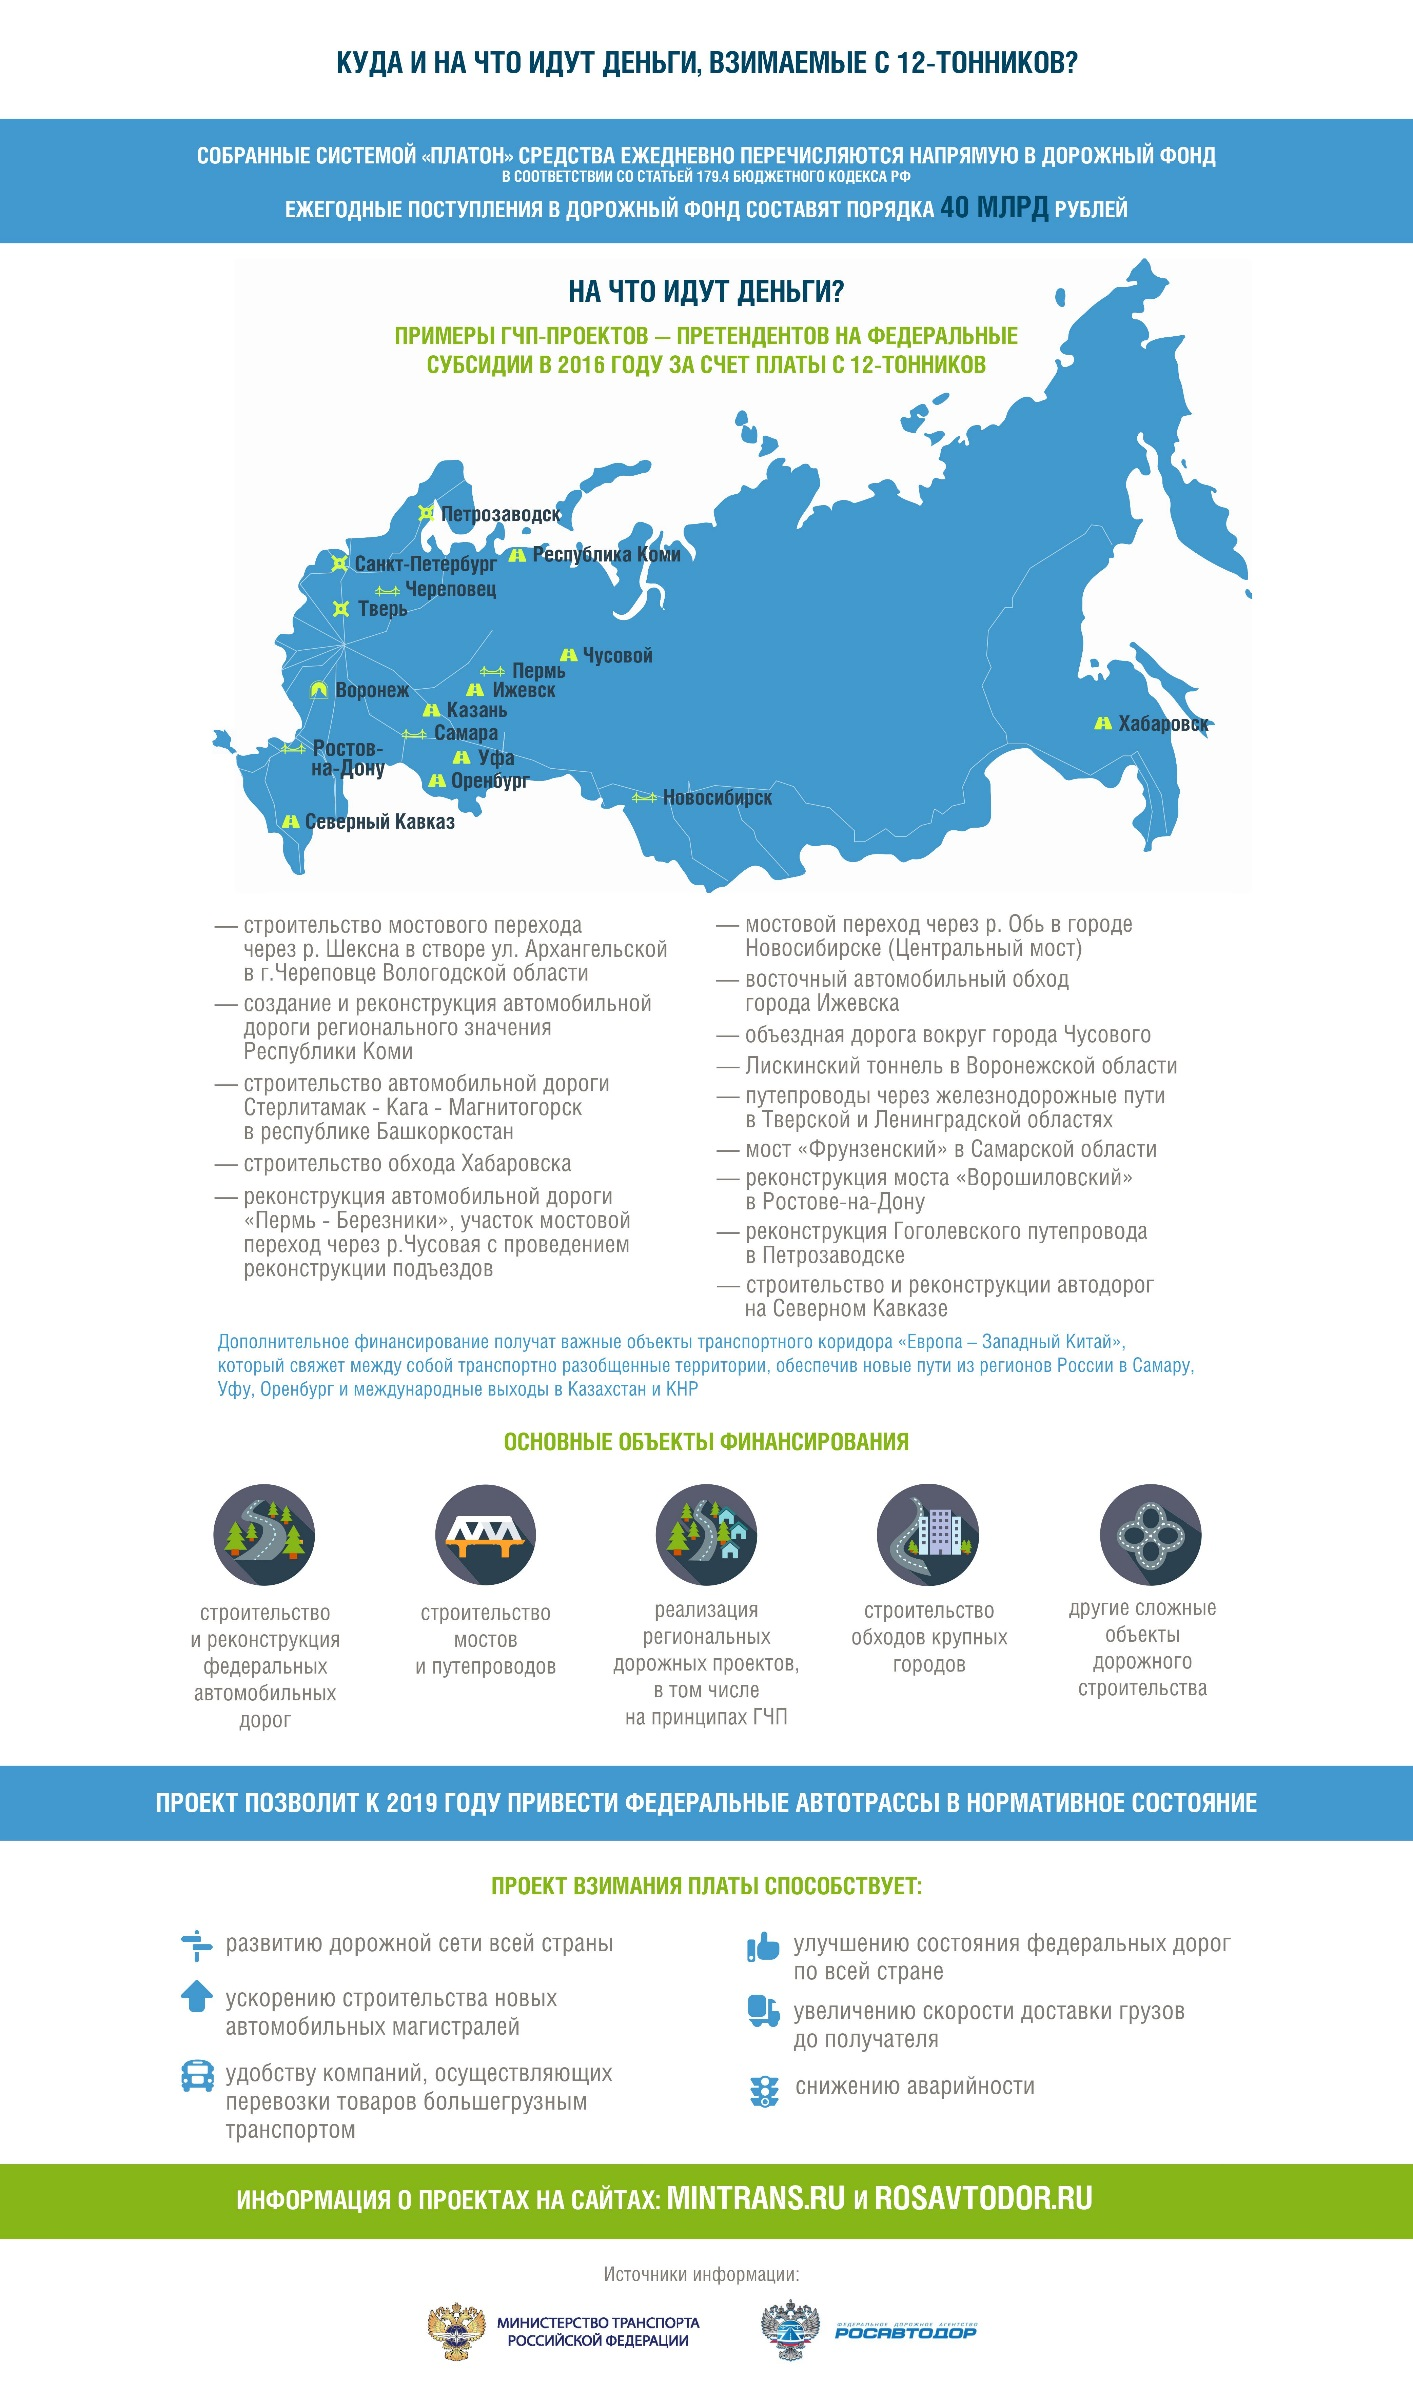 КУДА И НА ЧТО ИДУТ ДЕНЬГИ, ВЗИМАЕМЫЕ С 12-ТОННИКОВ?
СОБРАННЫЕ СИСТЕМОЙ «ПЛАТОН» СРЕДСТВА ЕЖЕДНЕВНО ПЕРЕЧИСЛЯЮТСЯ НАПРЯМУЮ В ДОРОЖНЫЙ ФОНД
В СООТВЕТСТВИИ СО СТАТЬЕЙ 179.4 БЮДЖЕТНОГО КОДЕКСА РФ
ЕЖЕГОДНЫЕ ПОСТУПЛЕНИЯ В ДОРОЖНЫЙ ФОНД СОСТАВЯТ ПОРЯДКА 40 МЛРД РУБЛЕЙ
НА ЧТО ИДУТ ДЕНЬГИ?
ПРИМЕРЫ ГЧП-ПРОЕКТОВ — ПРЕТЕНДЕНТОВ НА ФЕДЕРАЛЬНЫЕ
СУБСИДИИ В 2016 ГОДУ ЗА СЧЕТ ПЛАТЫ С 12-ТОННИКОВ
Петрозаводск
Республика Коми
Санкт-Петербург
Череповец
Тверь
Чусовой
Пермь
Воронеж
Ижевск
Казань
Хабаровск
Самара
Ростов-
на-Дону
Уфа
Оренбург
Новосибирск
Северный Кавказ
— строительство мостового перехода
через р. Шексна в створе ул. Архангельской
в г.Череповце Вологодской области
— создание и реконструкция автомобильной
дороги регионального значения
Республики Коми
— строительство автомобильной дороги
Стерлитамак - Кага - Магнитогорск
в республике Башкоркостан
— строительство обхода Хабаровска
— реконструкция автомобильной дороги
«Пермь - Березники», участок мостовой
переход через р.Чусовая с проведением
реконструкции подъездов
— мостовой переход через р. Обь в городе
Новосибирске (Центральный мост)
— восточный автомобильный обход
города Ижевска
— объездная дорога вокруг города Чусового
— Лискинский тоннель в Воронежской области
— путепроводы через железнодорожные пути
в Тверской и Ленинградской областях
— мост «Фрунзенский» в Самарской области
— реконструкция моста «Ворошиловский»
в Ростове-на-Дону
— реконструкция Гоголевского путепровода
в Петрозаводске
— строительство и реконструкции автодорог
на Северном Кавказе
Дополнительное финансирование получат важные объекты транспортного коридора «Европа – Западный Китай»,
который свяжет между собой транспортно разобщенные территории, обеспечив новые пути из регионов России в Самару,
Уфу, Оренбург и международные выходы в Казахстан и КНР
ОСНОВНЫЕ ОБЪЕКТЫ ФИНАНСИРОВАНИЯ
строительство
и реконструкция
федеральных
автомобильных
дорог
строительство
мостов
и путепроводов
реализация
региональных
дорожных проектов,
в том числе
на принципах ГЧП
строительство
обходов крупных
городов
другие сложные
объекты
дорожного
строительства
ПРОЕКТ ПОЗВОЛИТ К 2019 ГОДУ ПРИВЕСТИ ФЕДЕРАЛЬНЫЕ АВТОТРАССЫ В НОРМАТИВНОЕ СОСТОЯНИЕ
ПРОЕКТ ВЗИМАНИЯ ПЛАТЫ СПОСОБСТВУЕТ:
развитию дорожной сети всей страны
ускорению строительства новых
автомобильных магистралей
удобству компаний, осуществляющих
перевозки товаров большегрузным
транспортом
улучшению состояния федеральных дорог
по всей стране
увеличению скорости доставки грузов
до получателя
снижению аварийности
ИНФОРМАЦИЯ О ПРОЕКТАХ НА САЙТАХ: MINTRANS.RU И ROSAVTODOR.RU
Источники информации:
МИНИСТЕРСТВО ТРАНСПОРТА
РОССИЙСКОЙ ФЕДЕРАЦИИ
ФЕДЕРАЛЬНОЕ ДОРОЖНОЕ АГЕНТСТВО
РОСАВТОДОР